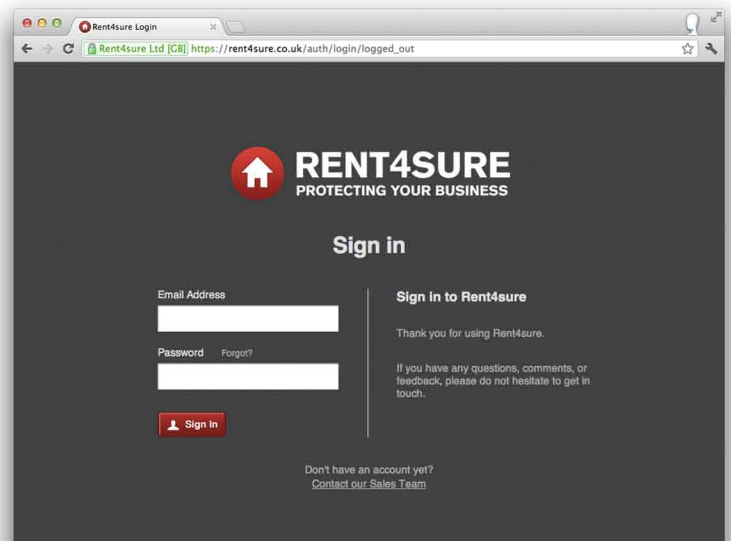 Rent4sure Login
Rent4sure Ltd [GB] https://rent4sure.co.uk/auth/login/logged_out
RENT4SURE
PROTECTING YOUR BUSINESS
Sign in
Email Address
Password Forgot?
Sign In
Sign in to Rent4sure
Thank you for using Rent4sure.
If you have any questions, comments, or
feedback, please do not hesitate to get in
touch.
Don't have an account yet?
Contact our Sales Team